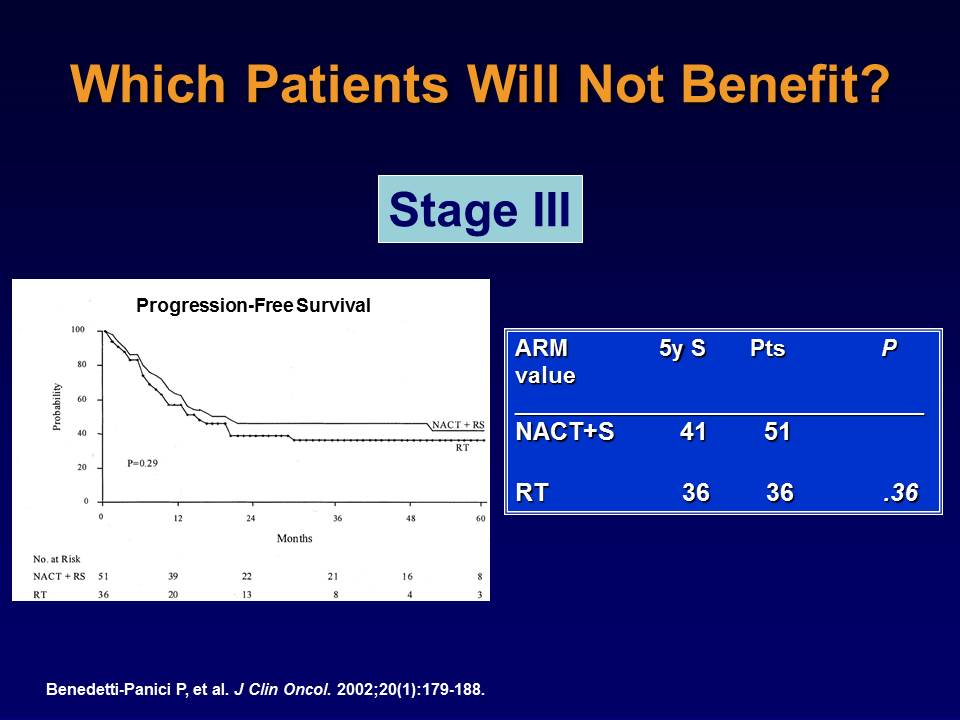 Which Patients Will Not Benefit?
Stage III
Progression-Free Survival
100
80
60
40
20
0
Probability
NACT + RS
RT
P=0.29
0 12 24 36 48 60
Months
No. at Risk
NACT + RS 51 39 22 21 16 8
RT 36 20 13 8 4 3
ARM 5y S Pts P
value
NACT+S 41 51
RT 36 36 .36
Benedetti-Panici P, et al. J Clin Oncol. 2002;20(1):179-188.